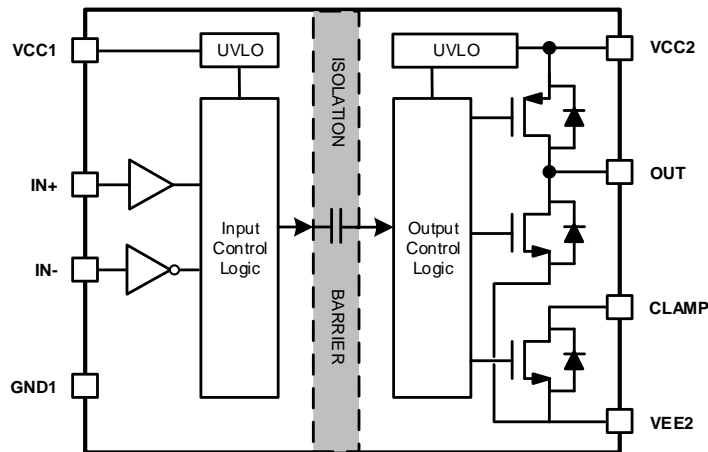 VCC1
UVLO
IN+
IN-
GND1
Input
Control
Logic
ISOLATION
BARRIER
UVLO
Output
Control
Logic
VCC2
OUT
CLAMP
VEE2